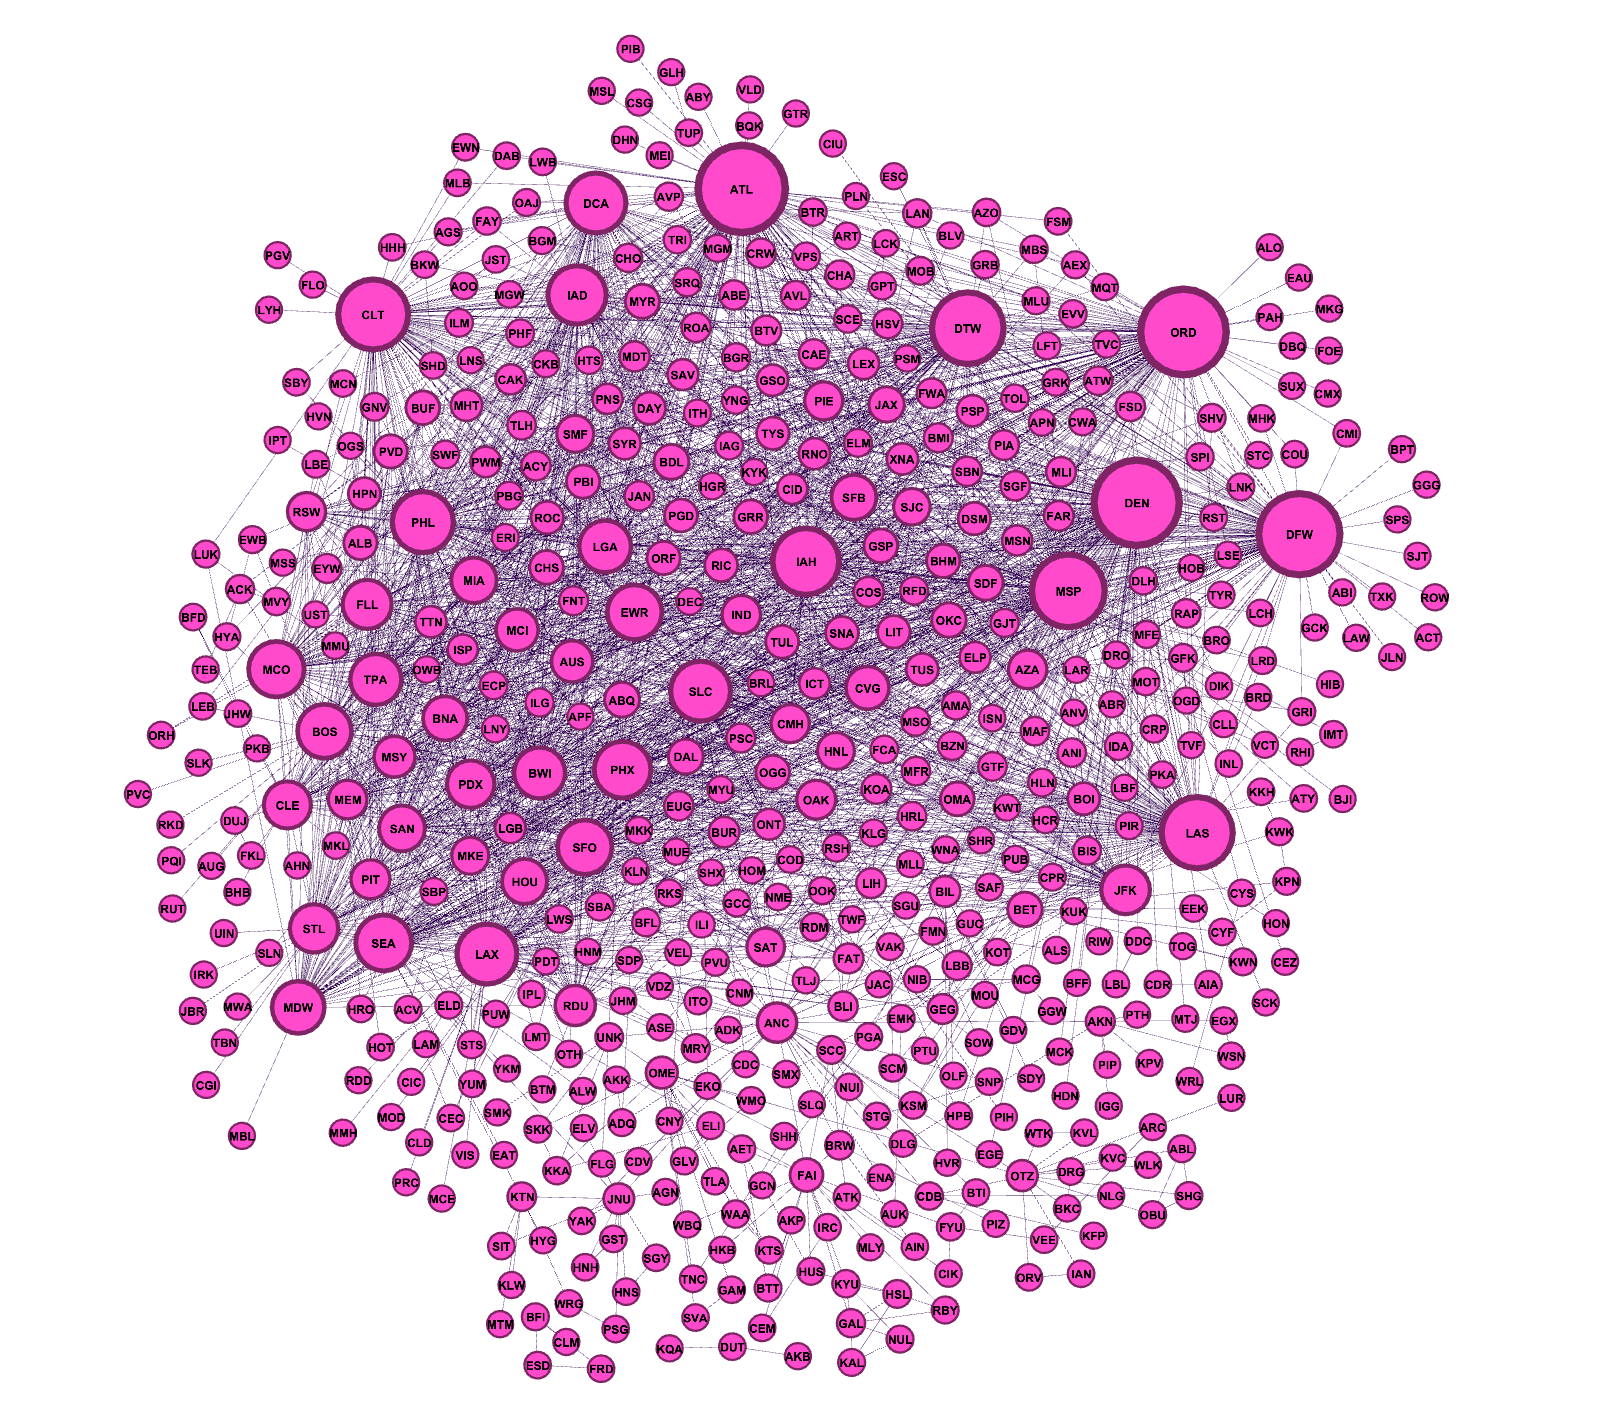 PIB
GLH
MSL
CSG
ABY
VLD
GTR
TUP
BQK
DHN
MEI
CIU
EWN
DAB
LWB
MLB
ATL
DCA
AVP
ESC
PLN
OAJ
FAY
AGS
BTR
LAN
AZO
FSM
HHH
BGM
TRI
MGM
CRW
VPS
ART
LCK
BLV
MBS
ALO
PGV
BKW
JST
CHO
CHA
MOB
GRB
AEX
EAU
FLO
AOO
MGW
IAD
MYR
SRQ
ABE
AVL
GPT
MLU
MQT
MKG
LYH
CLT
ILM
PHF
ROA
BTV
SCE
HSV
DTW
EVV
ORD
PAH
SHD
LNS
CKB
HTS
MDT
BGR
CAE
LEX
PSM
LFT
TVC
DBQ
FOE
SBY
MCN
CAK
SAV
GSO
FWA
GRK
ATW
SUX
CMX
HVN
GNV
BUF
MHT
PNS
DAY
ITH
YNG
PIE
JAX
PSP
TOL
FSD
SHV
MHK
CMI
IPT
OGS
PVD
TLH
SMF
SYR
IAG
TYS
ELM
BMI
PIA
APN
CWA
LBE
SWF
PWM
ACY
BDL
KYK
RNO
XNA
SBN
MLI
SPI
STC
COU
BPT
HPN
PBG
PBI
JAN
HGR
CID
SFB
SJC
SGF
DEN
LNK
GGG
RSW
PHL
ROC
PGD
GRR
DSM
FAR
RST
DFW
SPS
LUK
EWB
ALB
ERI
LGA
ORF
RIC
IAH
GSP
BHM
MSN
LSE
SJT
MSS
EYW
MIA
CHS
COS
RFD
SDF
MSP
DLH
HOB
ACK
MVY
FLL
FNT
EWR
DEC
IND
TYR
ABI
TXK
ROW
BFD
HYA
UST
TTN
MCI
TUL
SNA
LIT
OKC
GJT
RAP
LCH
GCK
LAW
ACT
MMU
ISP
MFE
BRO
JLN
TEB
MCO
TPA
OWB
AUS
BRL
ICT
CVG
TUS
ELP
AZA
LAR
DRO
GFK
LRD
LEB
JHW
ECP
ILG
ABQ
SLC
MOT
DIK
BRD
HIB
ORH
BOS
BNA
LNY
APF
CMH
MSO
AMA
ISN
ANV
ABR
OGD
GRI
PKB
MSY
PSC
HNL
FCA
BZN
MAF
ANI
IDA
CRP
CLL
IMT
SLK
PDX
BWI
PHX
DAL
OGG
MFR
GTF
HLN
PKA
TVF
VCT
RHI
INL
PVC
CLE
MEM
MYU
OAK
KOA
OMA
KWT
BOI
LBF
KKH
ATY
BJI
RKD
DUJ
SAN
LGB
EUG
BUR
ONT
KLG
HRL
HCR
PIR
LAS
KWK
PQI
AUG
FKL
MKL
MKE
SFO
MKK
MUE
COD
RSH
WNA
SHR
BIS
AHN
PIT
HOU
KLN
SHX
HOM
MLL
PUB
CPR
JFK
KPN
RUT
BHB
SBP
SBA
RKS
GCC
NME
OOK
LIH
BIL
SAF
CYS
UIN
STL
LWS
BFL
ILI
RDM
TWF
SGU
FMN
GUC
BET
KUK
EEK
HON
SLN
SEA
LAX
HNM
VEL
SAT
VAK
KOT
ALS
RIW
DDC
TOG
CYF
IRK
PDT
SDP
PVU
FAT
LBB
KWN
CEZ
JBR
MWA
MDW
IPL
JHM
VDZ
CNM
TLJ
JAC
NIB
MOU
MCG
BFF
LBL
CDR
AIA
SCK
HRO
ACV
ELD
PUW
RDU
ITO
ANC
BLI
EMK
GEG
GGW
AKN
PTH
MTJ
EGX
TBN
HOT
LAM
STS
LMT
OTH
UNK
ASE
ADK
MRY
SCC
PGA
PTU
SOW
GDV
MCK
WSN
CGI
RDD
CIC
YUM
YKM
BTM
ALW
AKK
OME
EKO
CDC
SMX
NUI
SCM
OLF
SNP
SDY
PIP
KPV
WRL
MBL
MMH
MOD
CEC
SMK
ADQ
CNY
WMO
SLQ
STG
KSM
HPB
PIH
HDN
IGG
LUR
CLD
VIS
SKK
ELV
ELI
SHH
BRW
DLG
WTK
KVL
ARC
PRC
EAT
KKA
FLG
CDV
GLV
AET
HVR
EGE
KVC
ABL
MCE
KTN
JNU
AGN
TLA
GCN
FAI
ENA
OTZ
DRG
WLK
YAK
WBQ
WAA
AKP
ATK
CDB
BTI
NLG
SHG
SIT
HYG
GST
HKB
KTS
IRC
AUK
FYU
PIZ
BKC
OBU
HNH
SGY
MLY
AIN
VEE
KFP
KLW
HNS
TNC
GAM
BTT
HUS
KYU
CIK
ORV
IAN
MTM
WRG
HSL
RBY
BFI
PSG
SVA
CEM
GAL
CLM
NUL
ESD
FRD
KQA
DUT
AKB
KAL